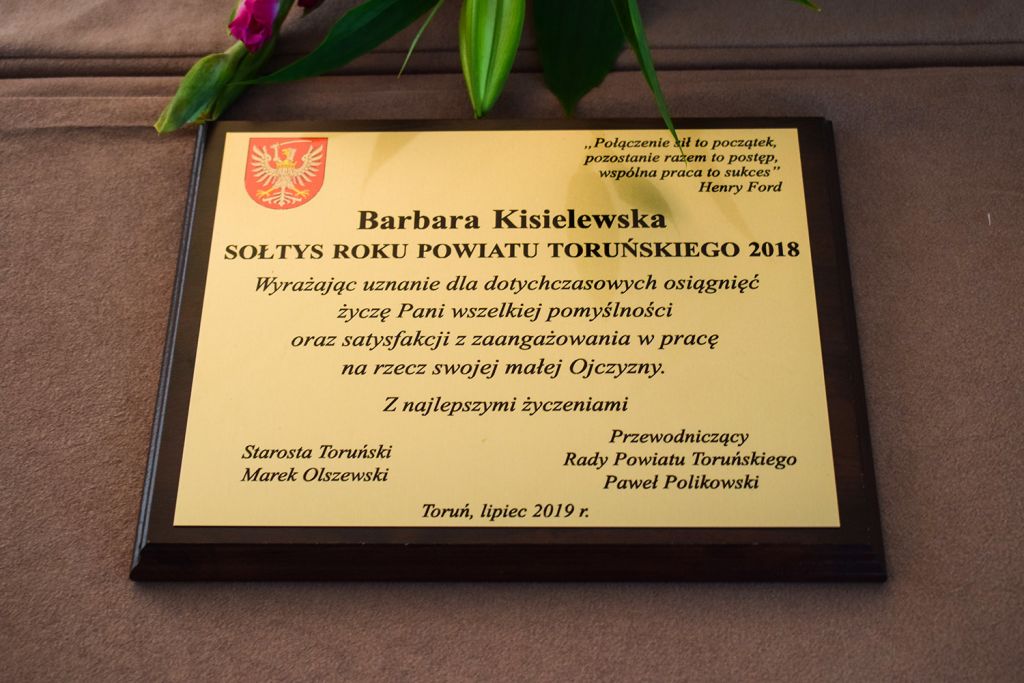 „Połączenie sił to początek,
pozostanie razem to postęp,
wspólna praca to sukces”
Henry Ford
Barbara Kisielewska
SOŁTYS ROKU POWIATU TORUŃSKIEGO 2018
Wyrażając uznanie dla dotychczasowych osiągnięć
życzę Pani wszelkiej pomyślności
oraz satysfakcji z zaangażowania w pracę
na rzecz swojej małej Ojczyzny.
Z najlepszymi życzeniami
Starosta Toruński
Marek Olszewski
Przewodniczący
Rady Powiatu Toruńskiego
Paweł Polikowski
Toruń, lipiec 2019 r.